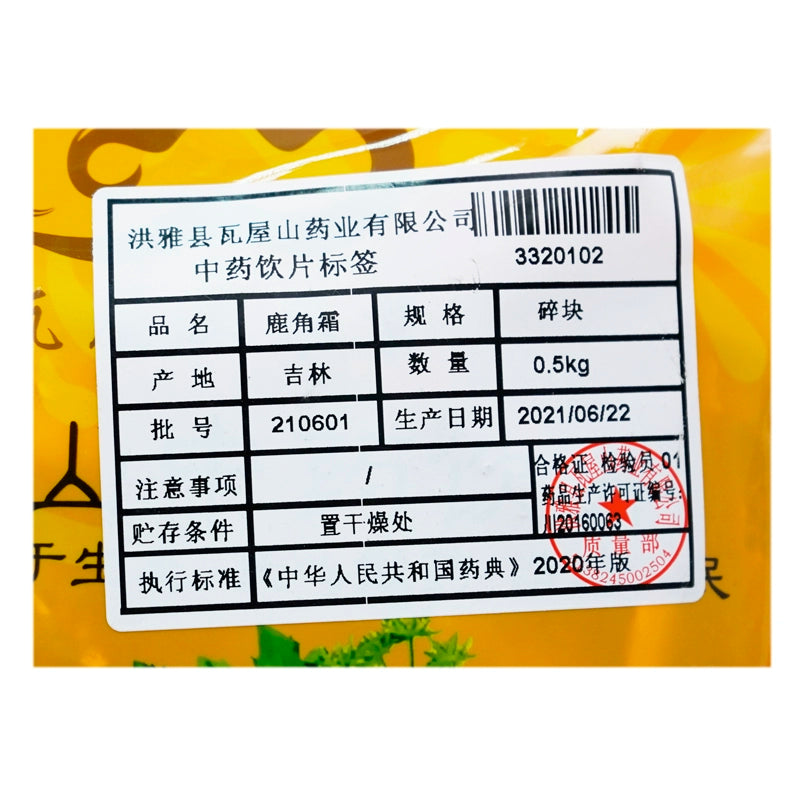 洪雅县瓦屋山药业有限公司
中药饮片标签
3320102
品名 鹿角霜 规格 碎块
产地 吉林 数量 0.5kg
批号 210601 生产日期 2021/06/22
注意事项 /
合格证 检验员 01
药品生产许可证编号:
川20160063
贮存条件 置干燥处
执行标准 《中华人民共和国药典》2020年版
质量部